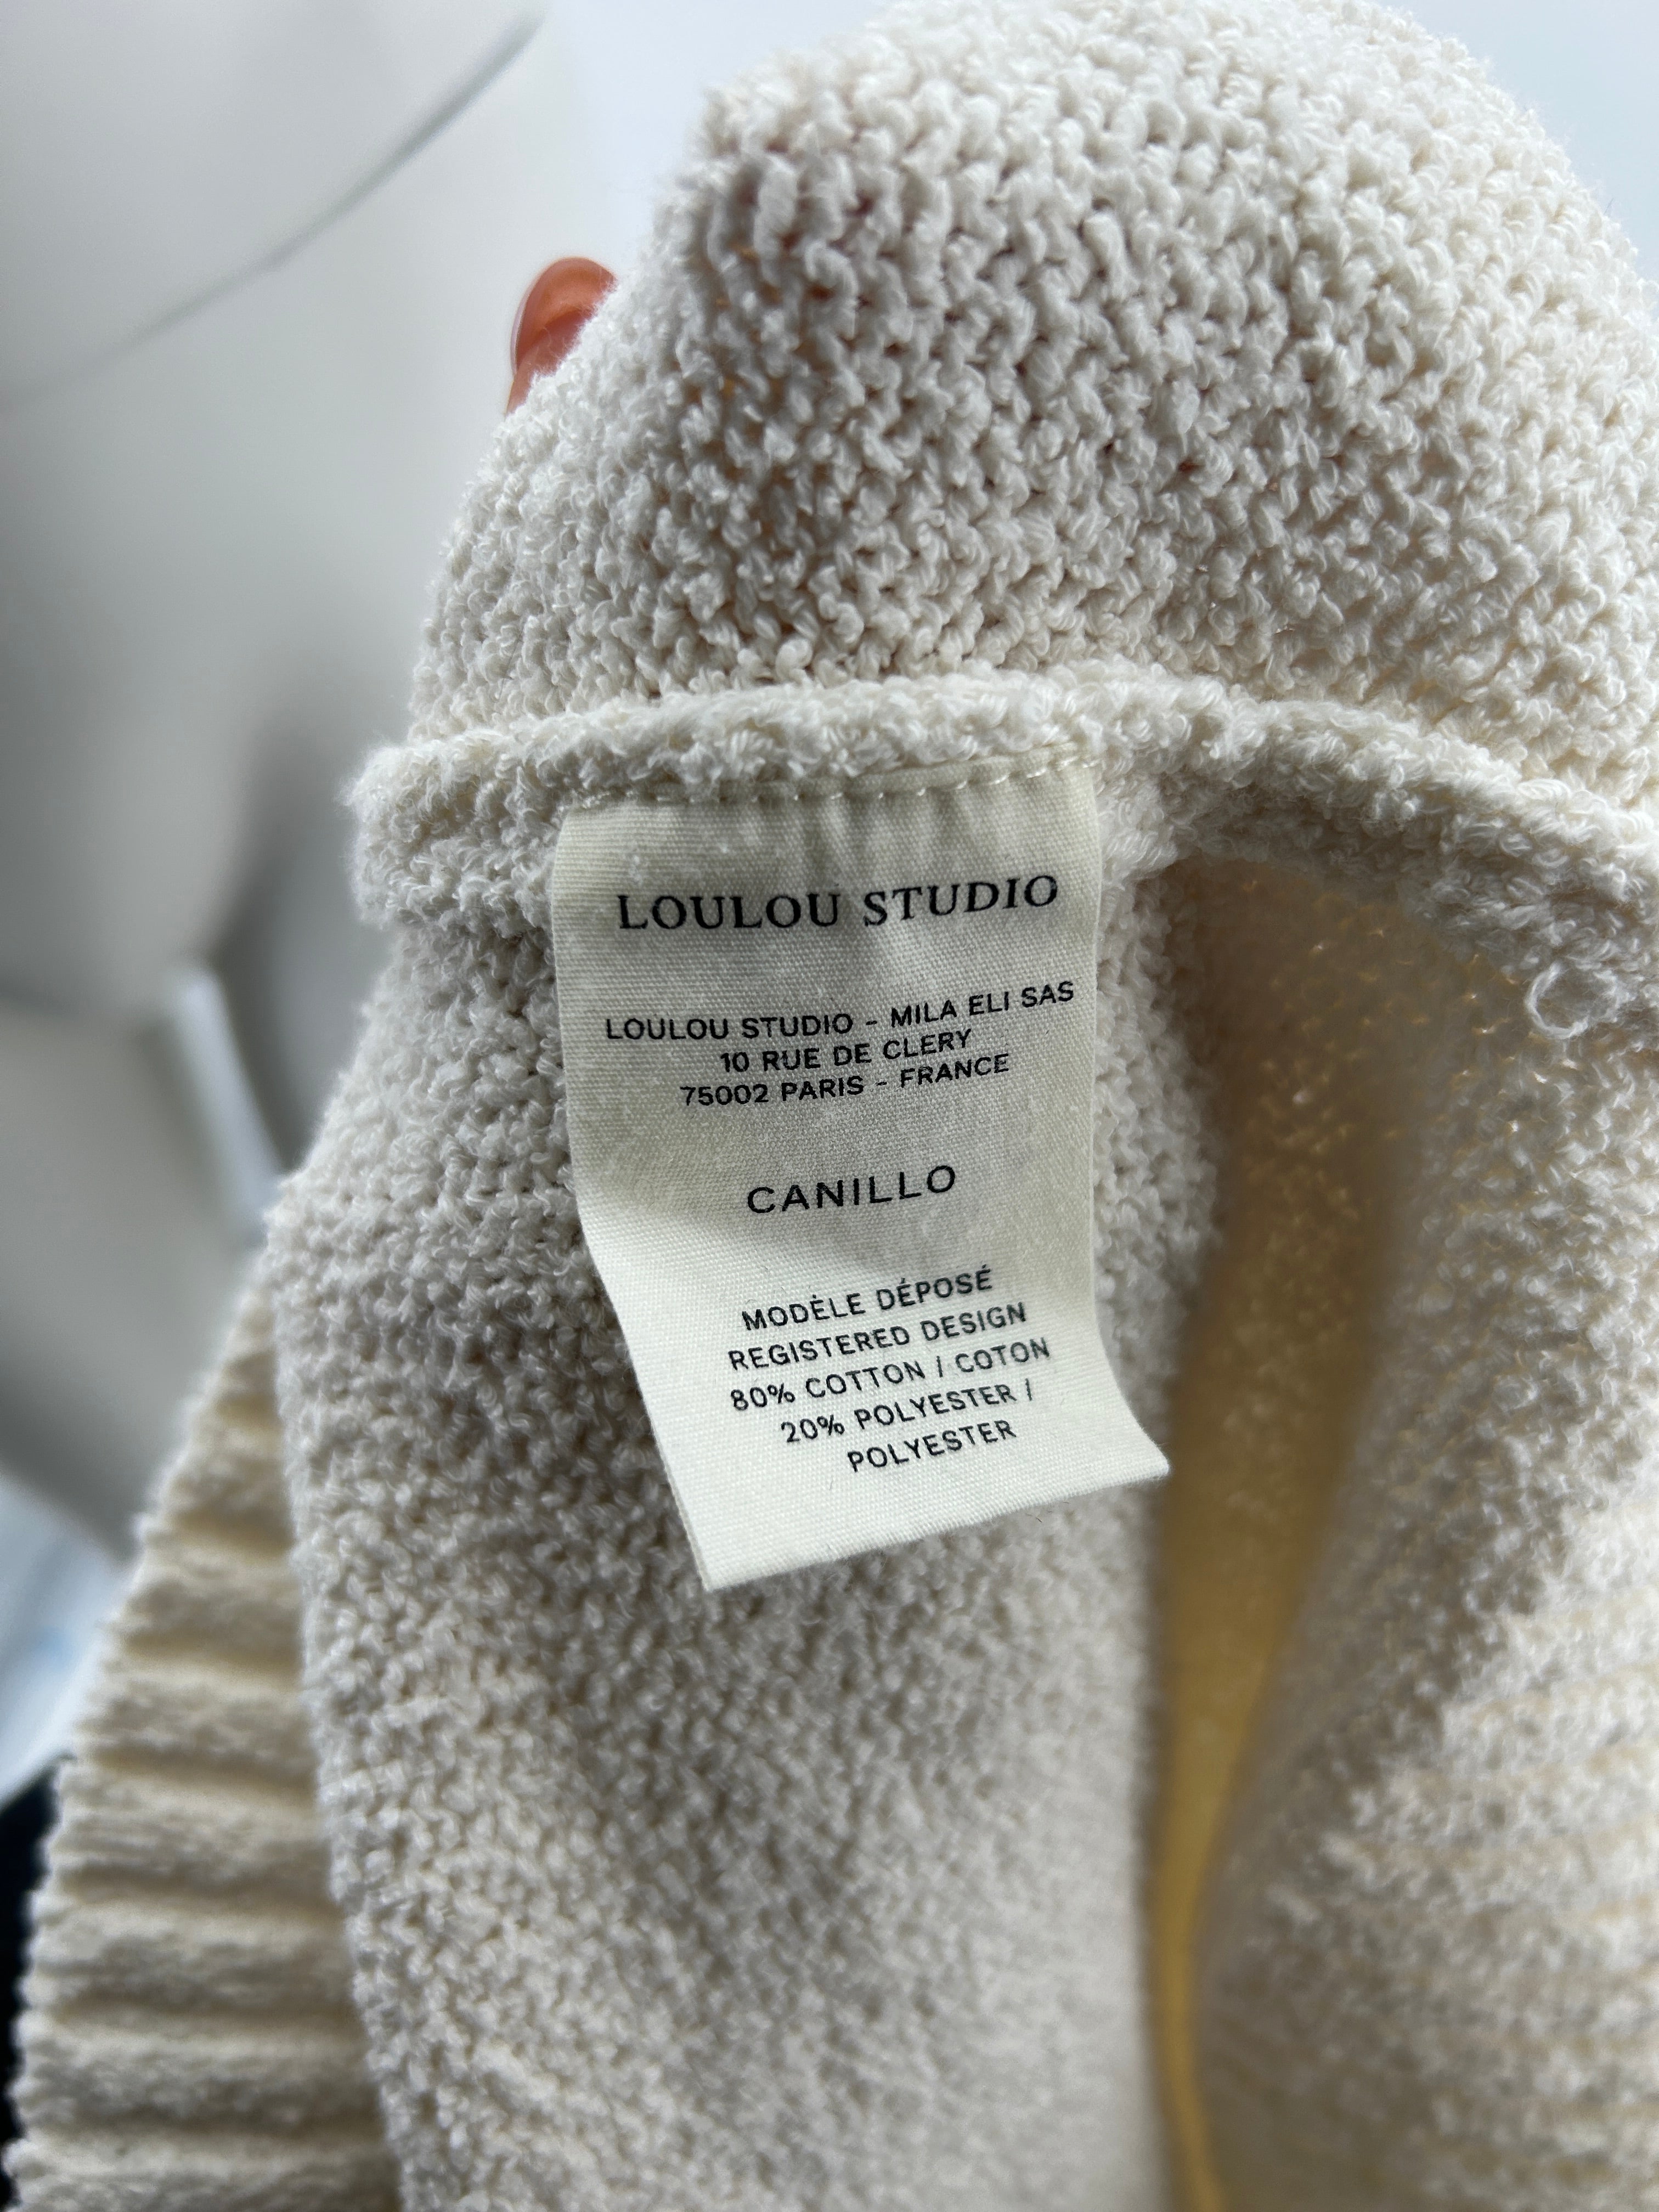 LOULOU STUDIO
LOULOU STUDIO - MILA ELI SAS
10 RUE DE CLERY
75002 PARIS - FRANCE
CANILLO
MODÈLE DÉPOSÉ
REGISTERED DESIGN
80% COTTON / COTON
20% POLYESTER /
POLYESTER